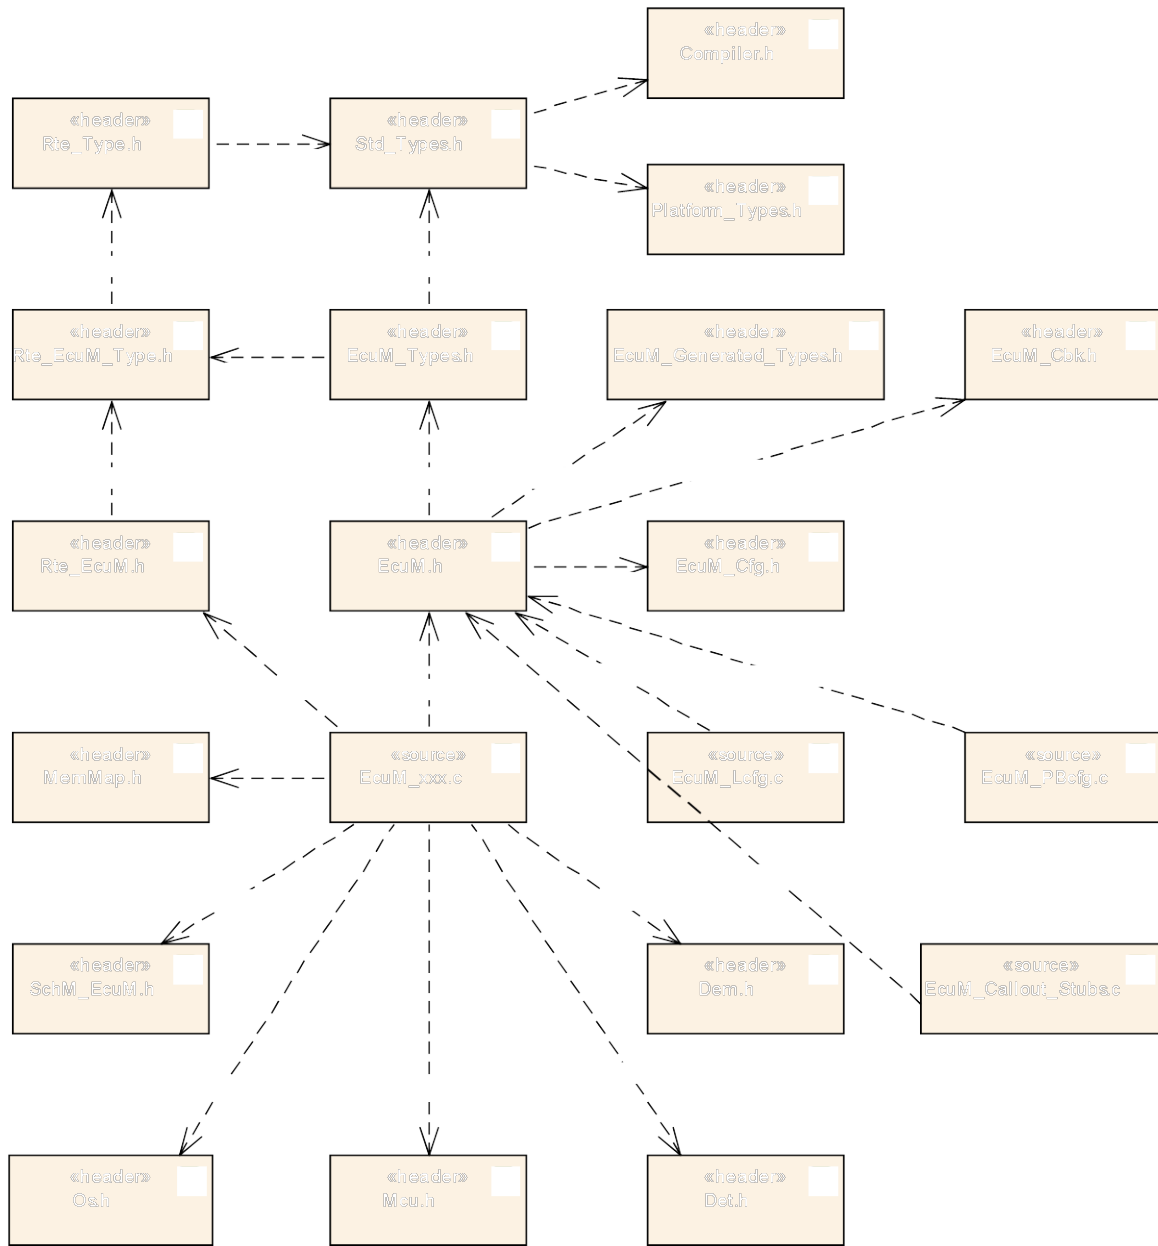 «header»
Compiler.h
«header»
Rte_Type.h
«header»
Std_Types.h
«header»
Platform_Types.h
«header»
Rte_EcuM_Type.h
«header»
EcuM_Types.h
«header»
EcuM_Generated_Types.h
«header»
EcuM_Cbk.h
«header»
Rte_EcuM.h
«header»
EcuM.h
«header»
EcuM_Cfg.h
«header»
MemMap.h
«source»
EcuM_xxx.c
«source»
EcuM_Lcfg.c
«source»
EcuM_PBcfg.c
«header»
SchM_EcuM.h
«header»
Dem.h
«source»
EcuM_Callout_Stubs.c
«header»
Os.h
«header»
Mcu.h
«header»
Det.h